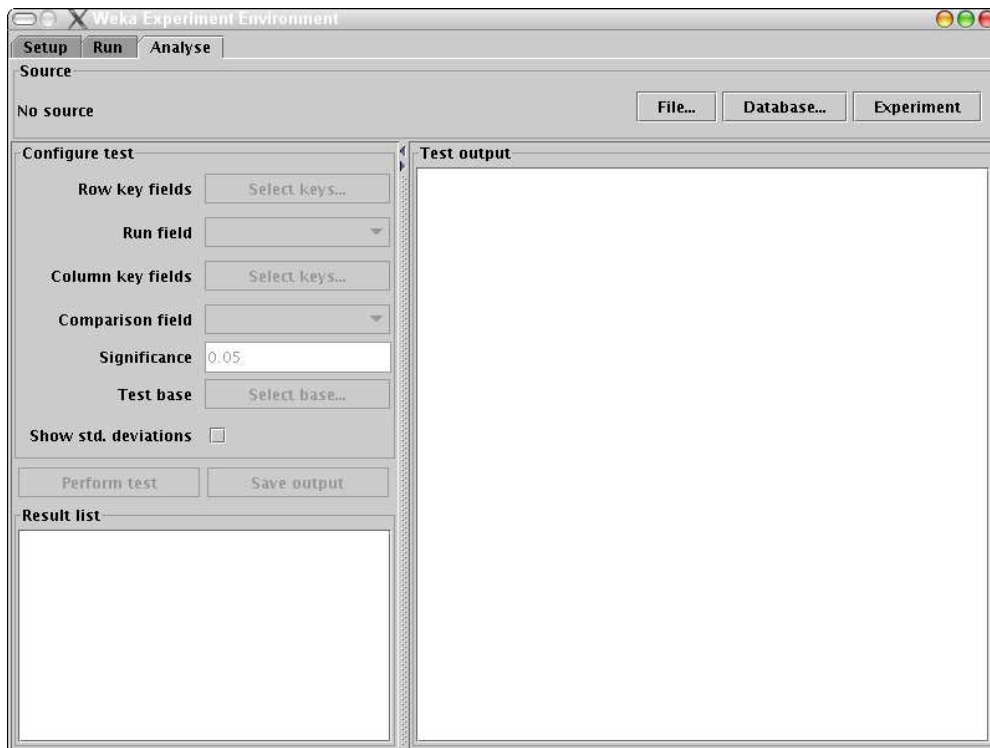 Weka Experiment Environment
Setup Run Analyse
Source
No source File... Database... Experiment
Configure test
Row key fields Select keys...
Run field
Column key fields Select keys...
Comparison field
Significance 0.05
Test base Select base...
Show std. deviations
Perform test Save output
Result list
Test output